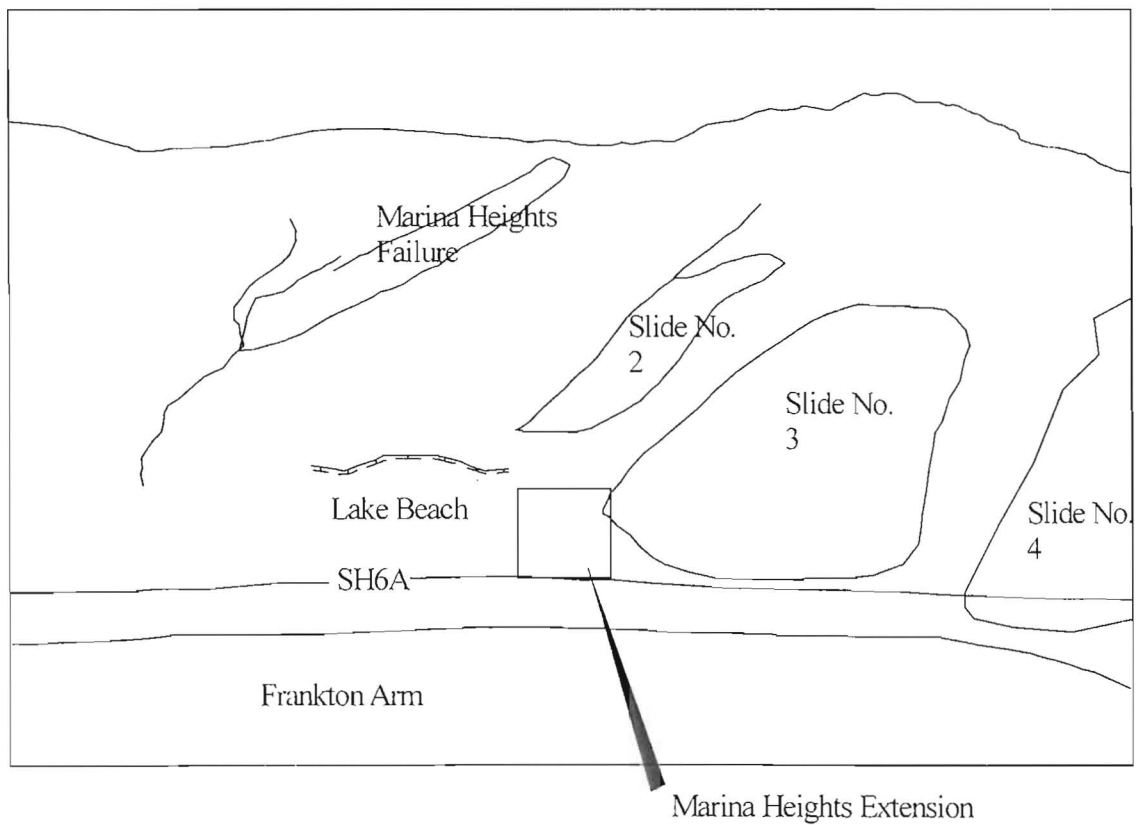 Marina Heights
Failure
Slide No.
2
Slide No.
3
Lake Beach
Slide No.
4
SH6A
Frankton Arm
Marina Heights Extension